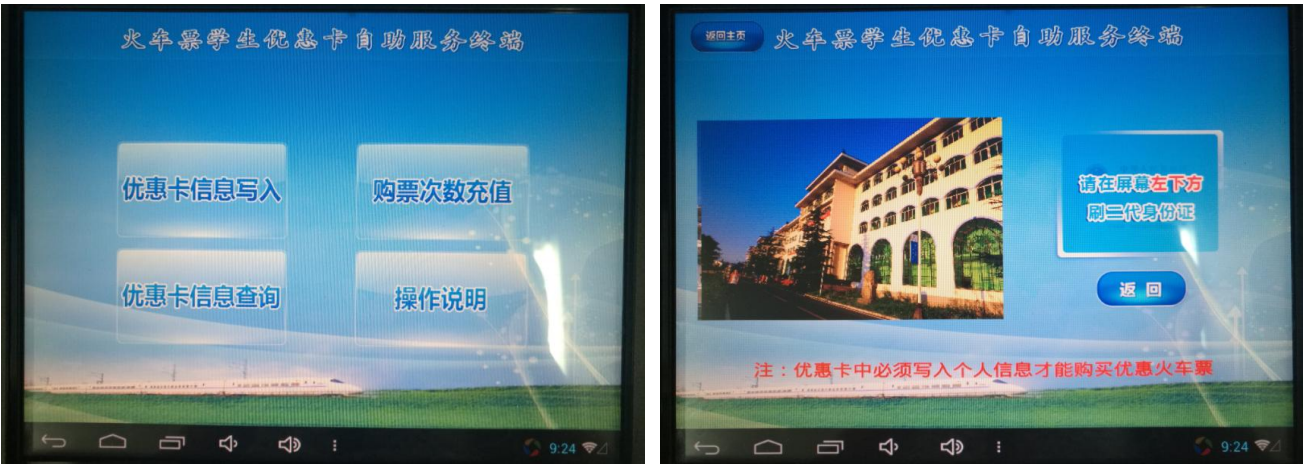 火车票学生优惠卡自助服务终端
优惠卡信息写入
购票次数充值
优惠卡信息查询
操作说明
9:24
返回主页
火车票学生优惠卡自助服务终端
请在屏幕左下方
刷二代身份证
返回
注：优惠卡中必须写入个人信息才能购买优惠火车票
9:24